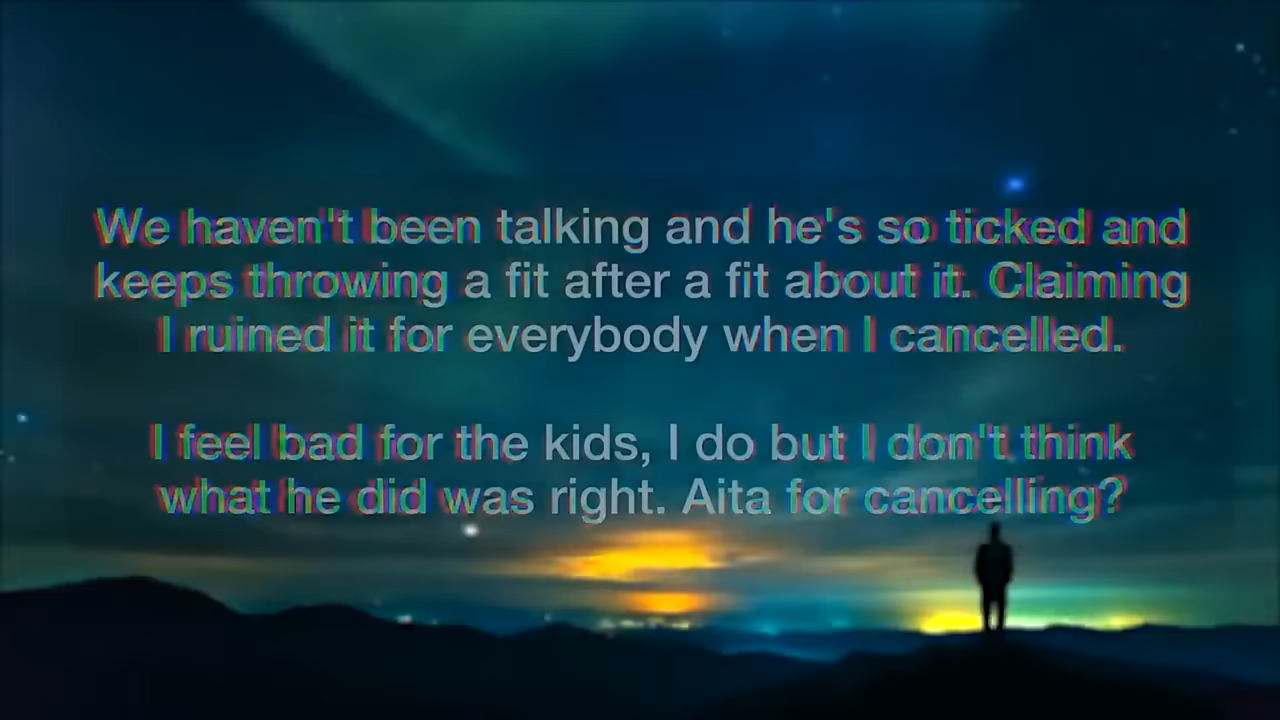 We haven't been talking and he's so ticked and
keeps throwing a fit after a fit about it. Claiming
I ruined it for everybody when I cancelled.
I feel bad for the kids, I do but I don't think
what he did was right. Aita for cancelling?